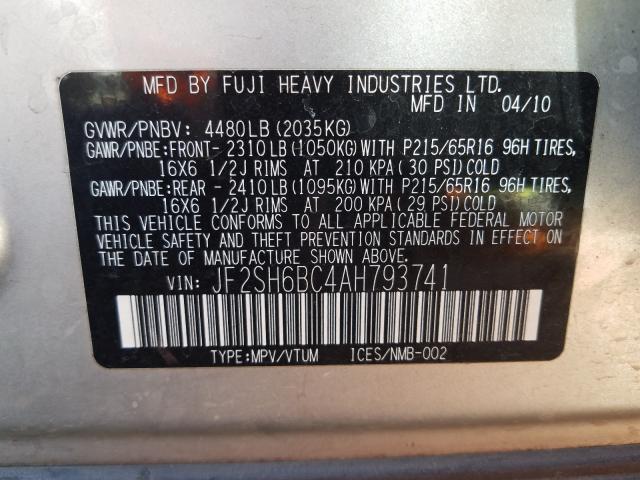 MFD BY FUJI HEAVY INDUSTRIES LTD.
MFD IN 04/10
GVWR/PNBV: 4480LB(2035KG)
GAWR/PNBE:FRONT- 2310LB(1050KG)WITH P215/65R16 96H TIRES,
16X6 1/2J RIMS AT 210 KPA(30 PSI)COLD
GAWR/PNBE:REAR - 2410LB(1095KG)WITH P215/65R16 96H TIRES,
16X6 1/2J RIMS AT 200 KPA(29 PSI)COLD
THIS VEHICLE CONFORMS TO ALL APPLICABLE FEDERAL MOTOR
VEHICLE SAFETY AND THEFT PREVENTION STANDARDS IN EFFECT ON
THE DATE OF MANUFACTURE SHOWN ABOVE.
VIN: JF2SH6BC4AH793741
TYPE:MPV/VTUM ICES/NMB-002